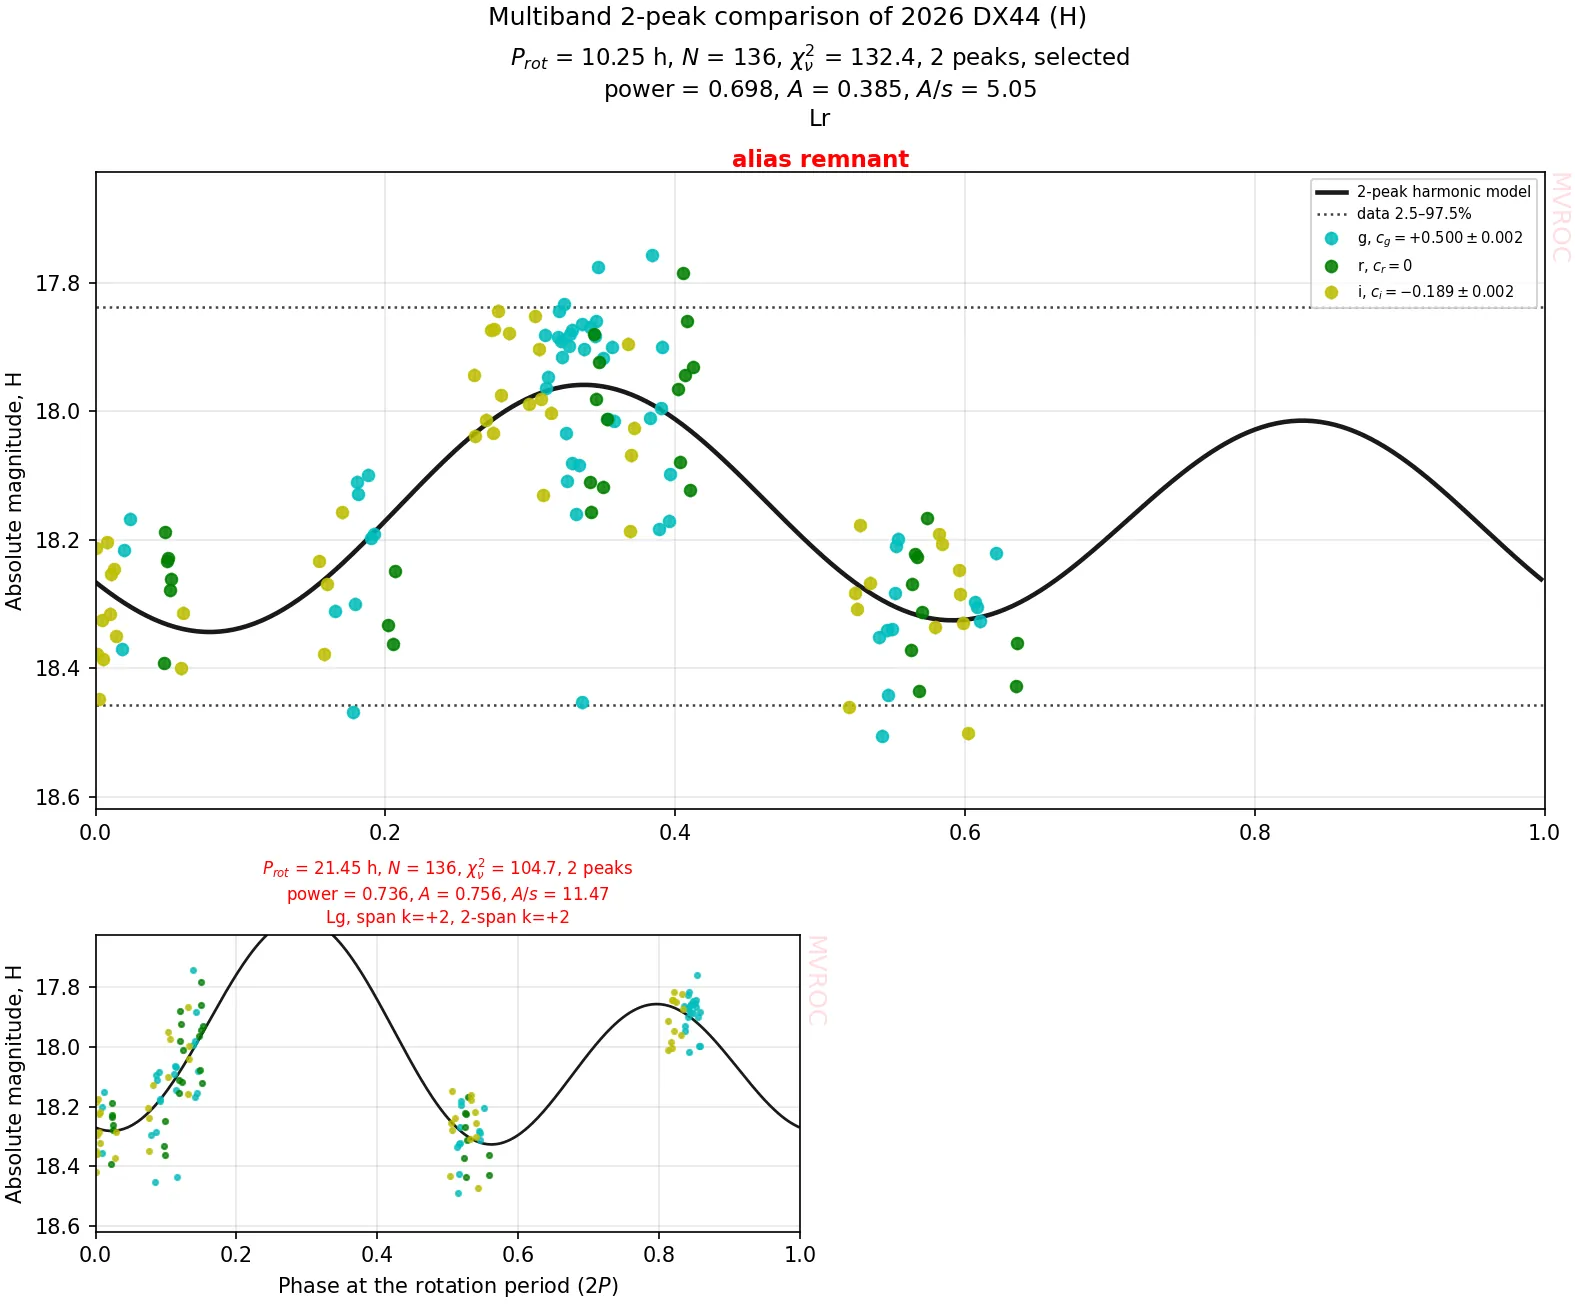 Multiband 2-peak comparison of 2026 DX44 (H)
P_rot = 10.25 h, N = 136, χ²_ν = 132.4, 2 peaks, selected
power = 0.698, A = 0.385, A/s = 5.05
Lr
alias remnant
2-peak harmonic model
data 2.5–97.5%
g, c_g = +0.500 ± 0.002
r, c_r = 0
i, c_i = −0.189 ± 0.002
MVROC
Absolute magnitude, H
17.8
18.0
18.2
18.4
18.6
0.0 0.2 0.4 0.6 0.8 1.0
P_rot = 21.45 h, N = 136, χ²_ν = 104.7, 2 peaks
power = 0.736, A = 0.756, A/s = 11.47
Lg, span k=+2, 2-span k=+2
MVROC
Absolute magnitude, H
17.8
18.0
18.2
18.4
18.6
0.0 0.2 0.4 0.6 0.8 1.0
Phase at the rotation period (2P)